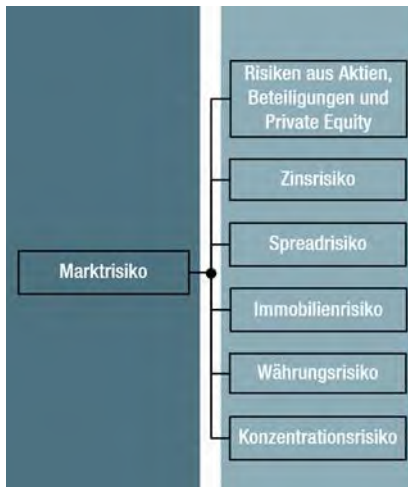 Marktrisiko
Risiken aus Aktien,
Beteiligungen und
Private Equity
Zinsrisiko
Spreadrisiko
Immobilienrisiko
Währungsrisiko
Konzentrationsrisiko